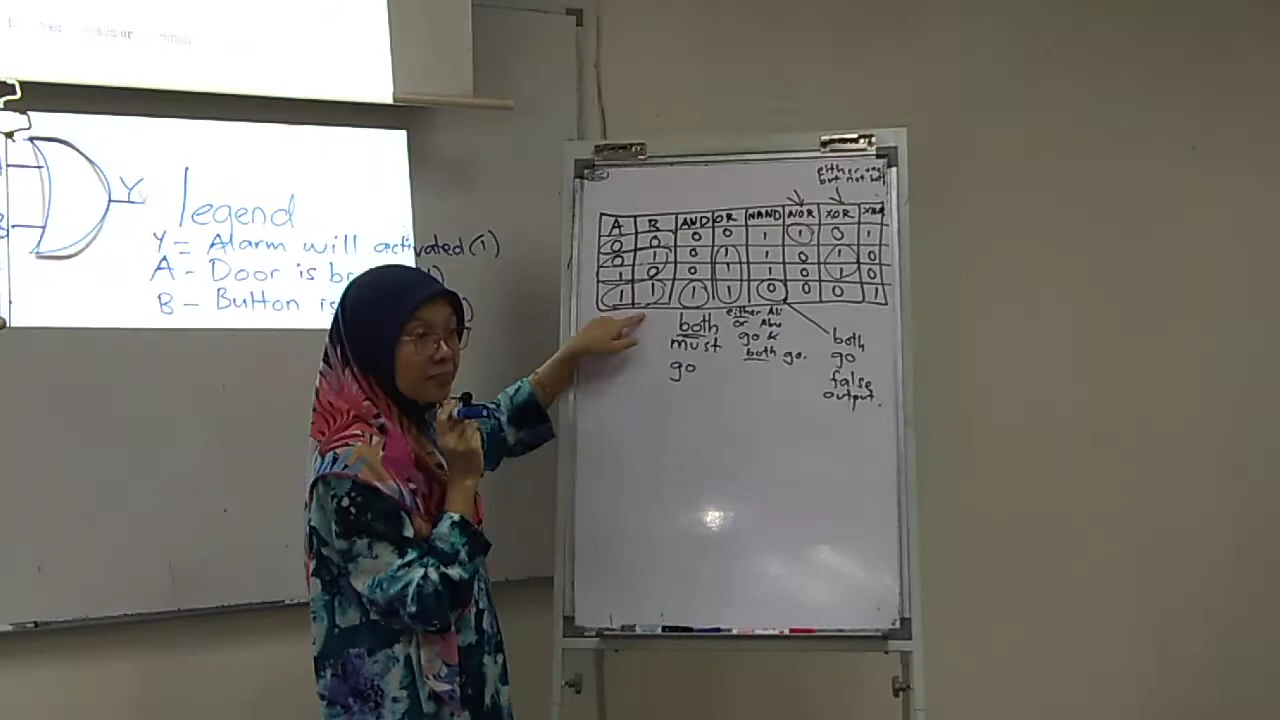 Y
legend
Y = Alarm will activated (1)
A - Door is br
B - Button is
either one
but not
A B AND OR NAND NOR XOR
0 0 0 0 1 1 0 1
0 1 0 1 1 0 1 0
1 0 0 1 1 0 1 0
1 1 1 1 0 0 0 1
both
must
go
either Ali
or Abu
go &
both go.
both
go
false
output.